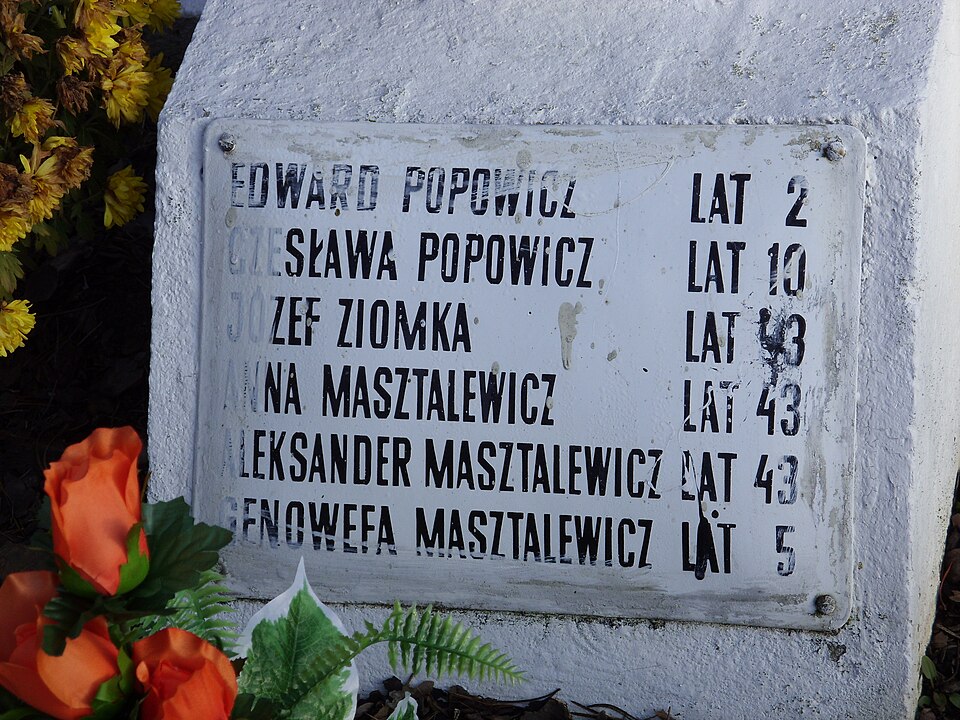 EDWARD POPOWICZ LAT 2
CZESŁAWA POPOWICZ LAT 10
JÓZEF ZIOMKA LAT 43
ANNA MASZTALEWICZ LAT 43
ALEKSANDER MASZTALEWICZ LAT 43
GENOWEFA MASZTALEWICZ LAT 5